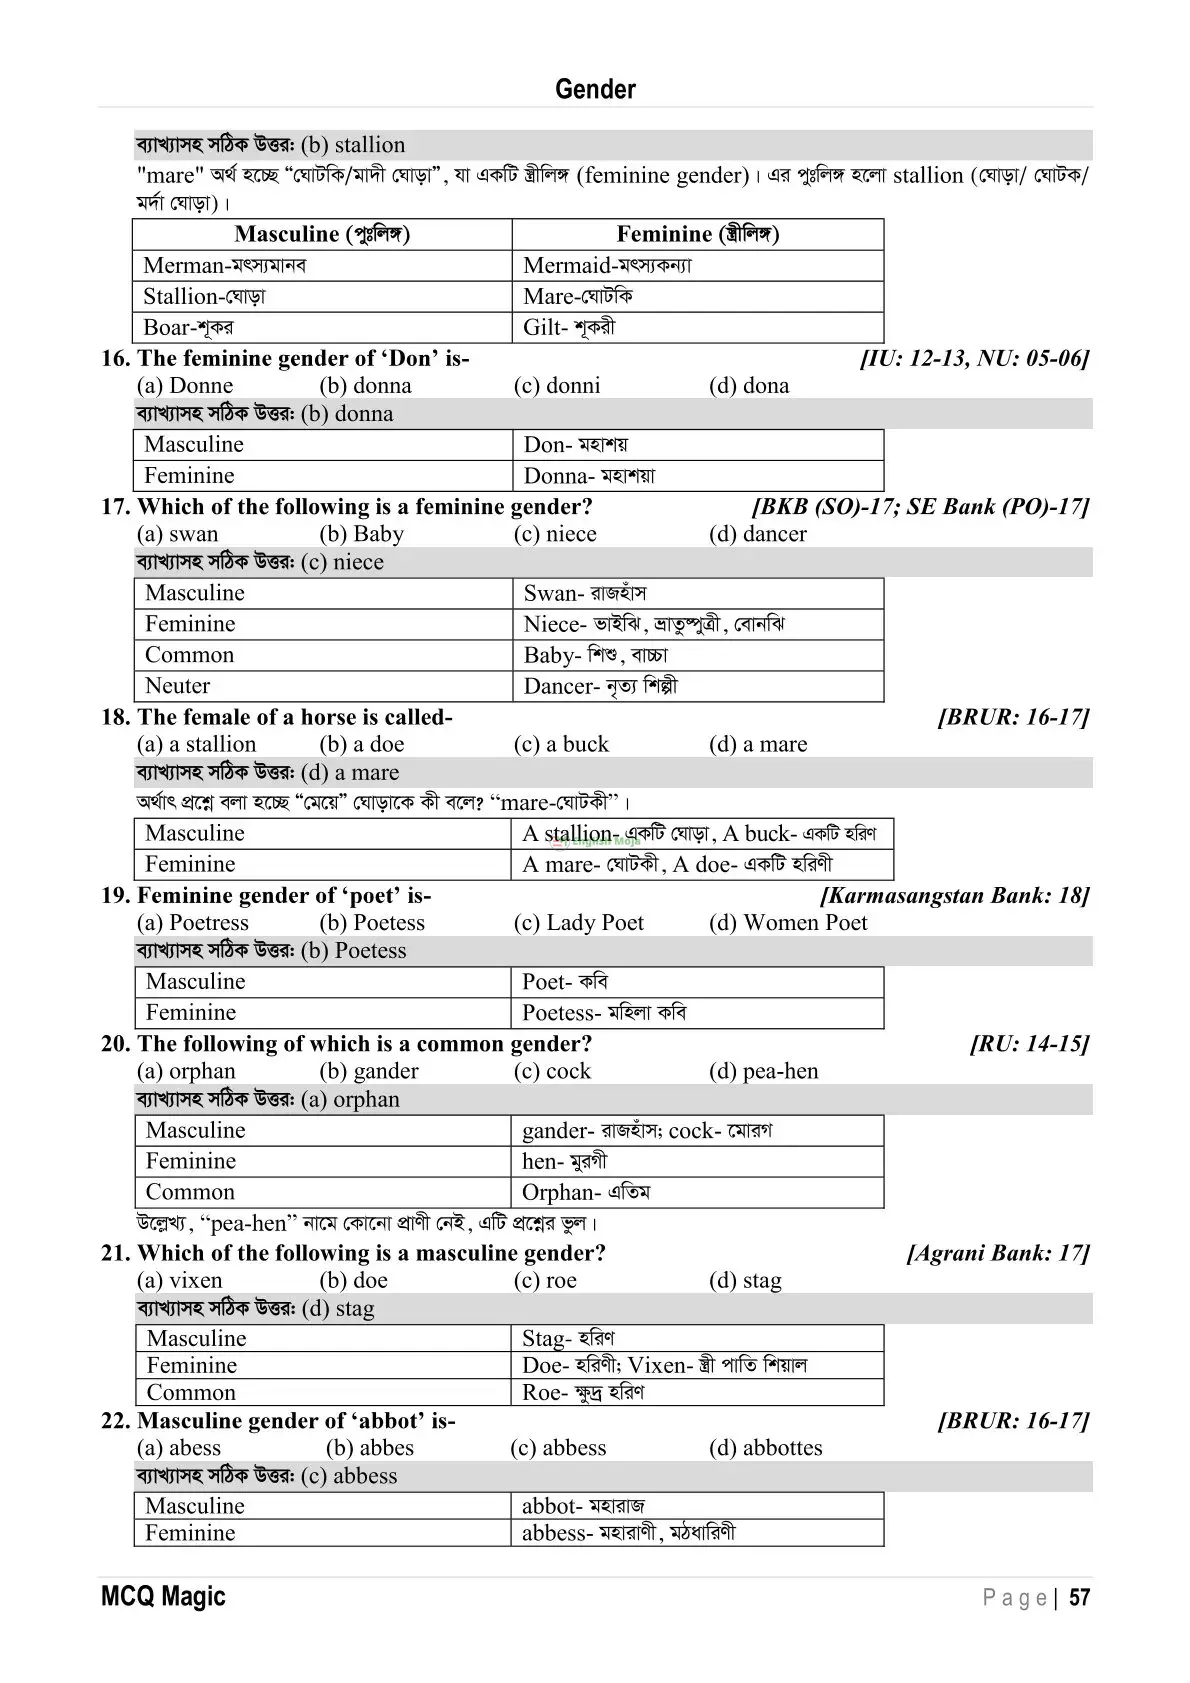 Gender
ব্যাখ্যাসহ সঠিক উত্তর: (b) stallion
"mare" অর্থ হচ্ছে “ঘোটকি/মাদী ঘোড়া”, যা একটি স্ত্রীলিঙ্গ (feminine gender)। এর পুংলিঙ্গ হলো stallion (ঘোড়া/ ঘোটক/
মর্দা ঘোড়া)।
Masculine (পুংলিঙ্গ) Feminine (স্ত্রীলিঙ্গ)
Merman-মৎস্যমানব Mermaid-মৎস্যকন্যা
Stallion-ঘোড়া Mare-ঘোটকি
Boar-শূকর Gilt- শূকরী
16. The feminine gender of ‘Don’ is- [IU: 12-13, NU: 05-06]
(a) Donne (b) donna (c) donni (d) dona
ব্যাখ্যাসহ সঠিক উত্তর: (b) donna
Masculine Don- মহাশয়
Feminine Donna- মহাশয়া
17. Which of the following is a feminine gender? [BKB (SO)-17; SE Bank (PO)-17]
(a) swan (b) Baby (c) niece (d) dancer
ব্যাখ্যাসহ সঠিক উত্তর: (c) niece
Masculine Swan- রাজহাঁস
Feminine Niece- ভাইঝি, ভ্রাতুষ্পুত্রী, বোনঝি
Common Baby- শিশু, বাচ্চা
Neuter Dancer- নৃত্য শিল্পী
18. The female of a horse is called- [BRUR: 16-17]
(a) a stallion (b) a doe (c) a buck (d) a mare
ব্যাখ্যাসহ সঠিক উত্তর: (d) a mare
অর্থাৎ প্রশ্নে বলা হচ্ছে “মেয়ে” ঘোড়াকে কী বলে? “mare-ঘোটকী”।
Masculine A stallion- একটি ঘোড়া, A buck- একটি হরিণ
English Moja
Feminine A mare- ঘোটকী, A doe- একটি হরিণী
19. Feminine gender of ‘poet’ is- [Karmasangstan Bank: 18]
(a) Poetress (b) Poetess (c) Lady Poet (d) Women Poet
ব্যাখ্যাসহ সঠিক উত্তর: (b) Poetess
Masculine Poet- কবি
Feminine Poetess- মহিলা কবি
20. The following of which is a common gender? [RU: 14-15]
(a) orphan (b) gander (c) cock (d) pea-hen
ব্যাখ্যাসহ সঠিক উত্তর: (a) orphan
Masculine gander- রাজহাঁস; cock- মোরগ
Feminine hen- মুরগী
Common Orphan- এতিম
উল্লেখ্য, “pea-hen” নামে কোনো প্রাণী নেই, এটি প্রশ্নের ভুল।
21. Which of the following is a masculine gender? [Agrani Bank: 17]
(a) vixen (b) doe (c) roe (d) stag
ব্যাখ্যাসহ সঠিক উত্তর: (d) stag
Masculine Stag- হরিণ
Feminine Doe- হরিণী; Vixen- স্ত্রী পাতি শিয়াল
Common Roe- ক্ষুদ্র হরিণ
22. Masculine gender of ‘abbot’ is- [BRUR: 16-17]
(a) abess (b) abbes (c) abbess (d) abbottes
ব্যাখ্যাসহ সঠিক উত্তর: (c) abbess
Masculine abbot- মহারাজ
Feminine abbess- মহারাণী, মঠধারিণী
MCQ Magic Page| 57